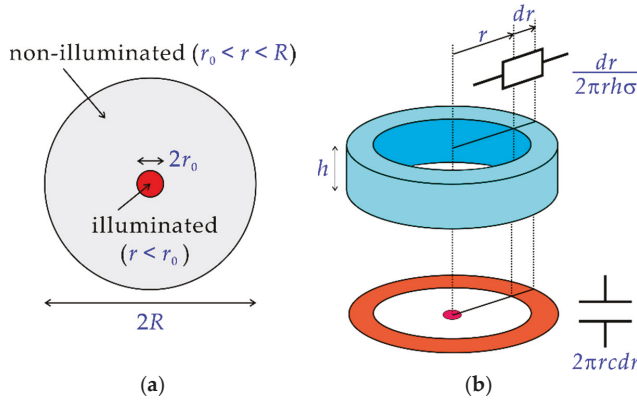 non-illuminated (r₀ < r < R)
2r₀
illuminated
(r < r₀)
2R
(a)
dr
r
dr
2πrhσ
h
2πrcdr
(b)